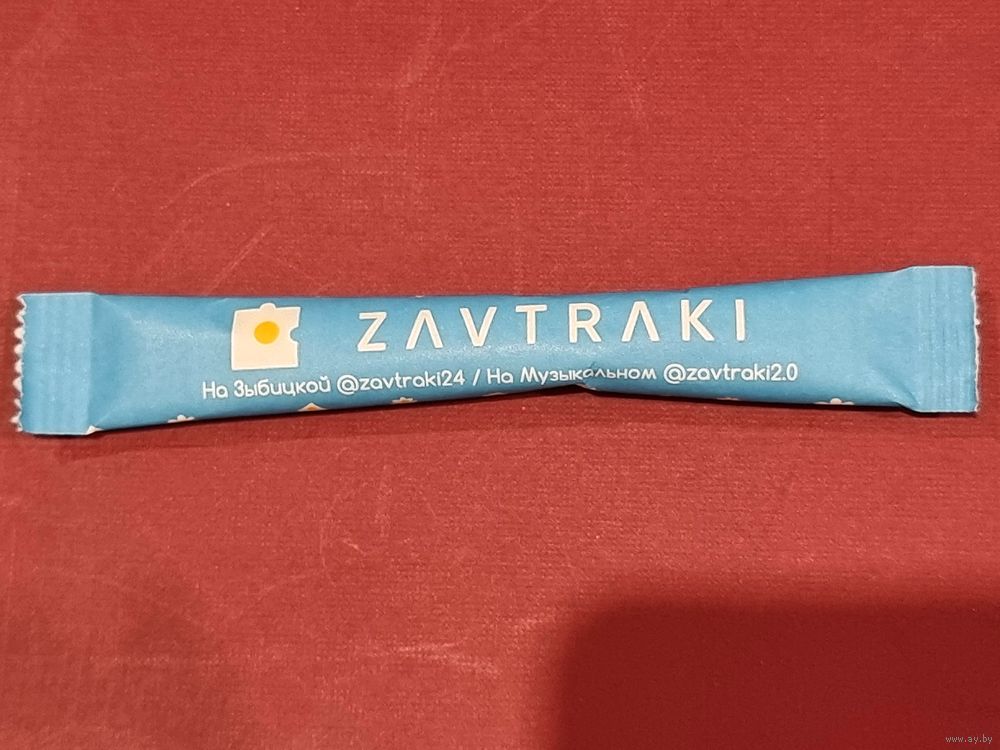 ZAVTRAKI
На Зыбицкой @zavtraki24 / На Музыкальном @zavtraki2.0
www.ay.by